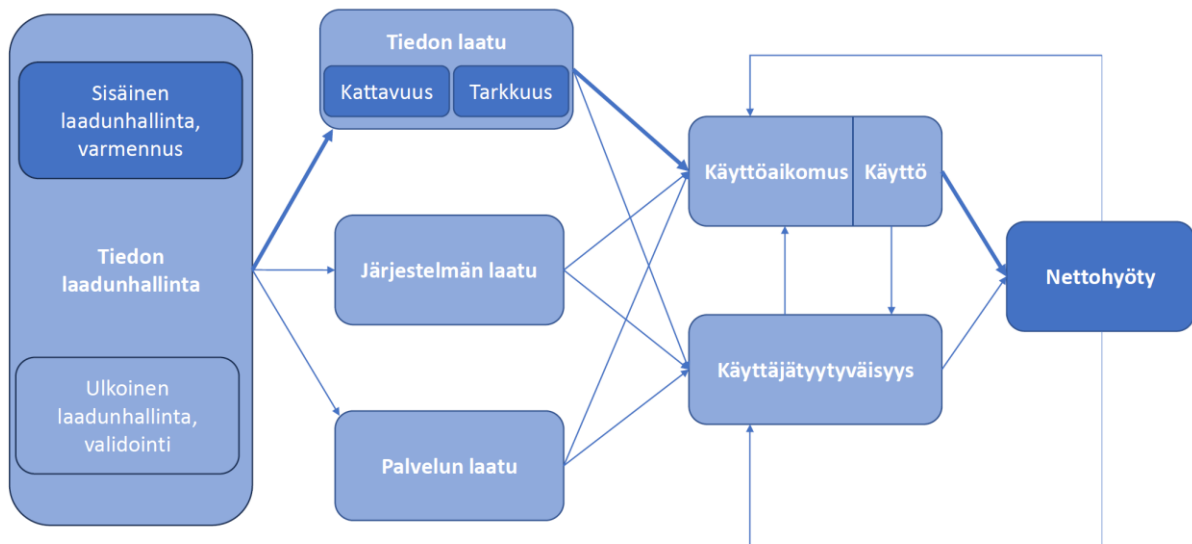 Sisäinen
laadunhallinta,
varmennus
Tiedon
laadunhallinta
Ulkoinen
laadunhallinta,
validointi
Tiedon laatu
Kattavuus
Tarkkuus
Järjestelmän laatu
Palvelun laatu
Käyttöaikomus
Käyttö
Käyttäjätyytyväisyys
Nettohyöty